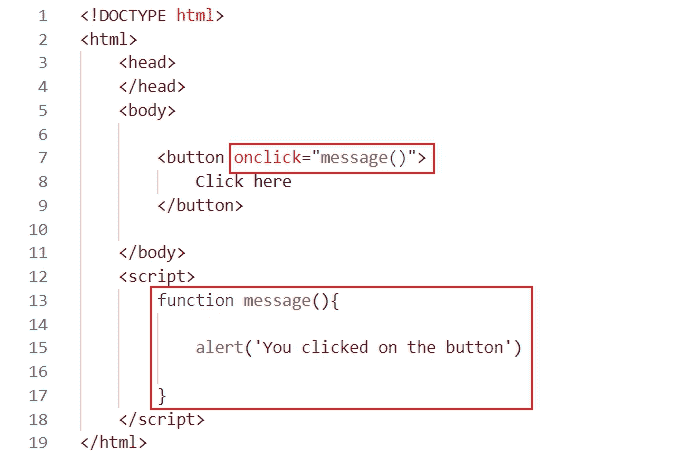 1 <!DOCTYPE html>
2 <html>
3 <head>
4 </head>
5 <body>
6
7 <button onclick="message()">
8 Click here
9 </button>
10
11 </body>
12 <script>
13 function message(){
14
15 alert('You clicked on the button')
16
17 }
18 </script>
19 </html>